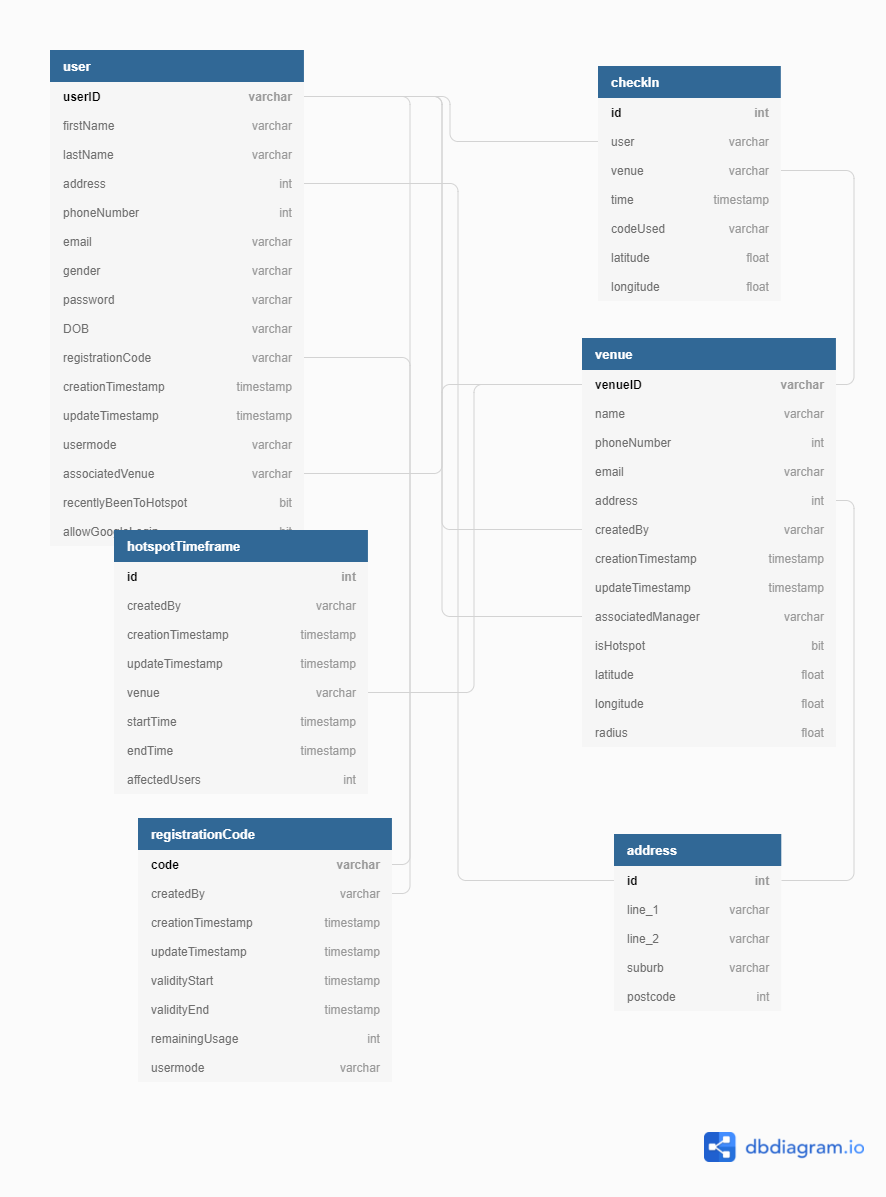 user
userID varchar
firstName varchar
lastName varchar
address int
phoneNumber int
email varchar
gender varchar
password varchar
DOB varchar
registrationCode varchar
creationTimestamp timestamp
updateTimestamp timestamp
usermode varchar
associatedVenue varchar
recentlyBeenToHotspot bit
allowGoogleLogin bit
hotspotTimeframe
id int
createdBy varchar
creationTimestamp timestamp
updateTimestamp timestamp
venue varchar
startTime timestamp
endTime timestamp
affectedUsers int
registrationCode
code varchar
createdBy varchar
creationTimestamp timestamp
updateTimestamp timestamp
validityStart timestamp
validityEnd timestamp
remainingUsage int
usermode varchar
checkIn
id int
user varchar
venue varchar
time timestamp
codeUsed varchar
latitude float
longitude float
venue
venueID varchar
name varchar
phoneNumber int
email varchar
address int
createdBy varchar
creationTimestamp timestamp
updateTimestamp timestamp
associatedManager varchar
isHotspot bit
latitude float
longitude float
radius float
address
id int
line_1 varchar
line_2 varchar
suburb varchar
postcode int
dbdiagram.io